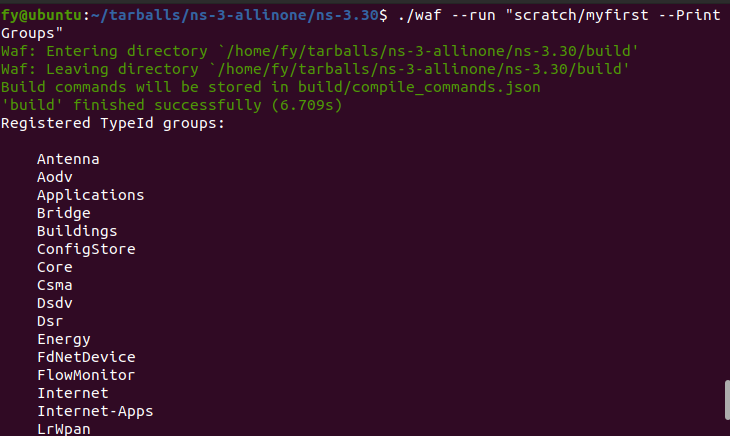 fy@ubuntu:~/tarballs/ns-3-allinone/ns-3.30$ ./waf --run "scratch/myfirst --Print
Groups"
Waf: Entering directory `/home/fy/tarballs/ns-3-allinone/ns-3.30/build'
Waf: Leaving directory `/home/fy/tarballs/ns-3-allinone/ns-3.30/build'
Build commands will be stored in build/compile_commands.json
'build' finished successfully (6.709s)
Registered TypeId groups:
Antenna
Aodv
Applications
Bridge
Buildings
ConfigStore
Core
Csma
Dsdv
Dsr
Energy
FdNetDevice
FlowMonitor
Internet
Internet-Apps
LrWpan